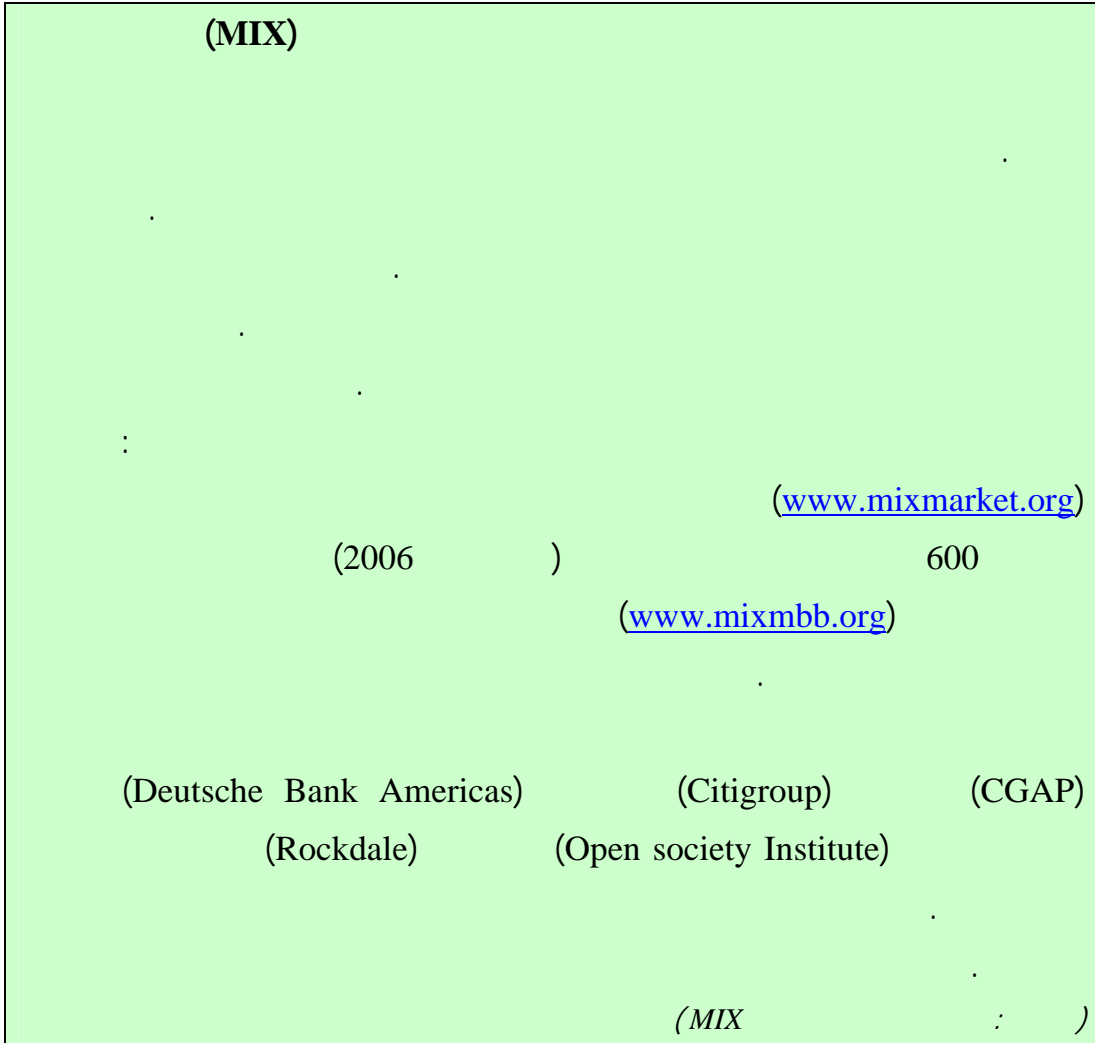 (MIX)
.
.
.
.
.
:
(www.mixmarket.org)
(2006 ) 600
(www.mixmbb.org)
.
(Deutsche Bank Americas) (Citigroup) (CGAP)
(Rockdale) (Open society Institute)
.
.
(MIX : )